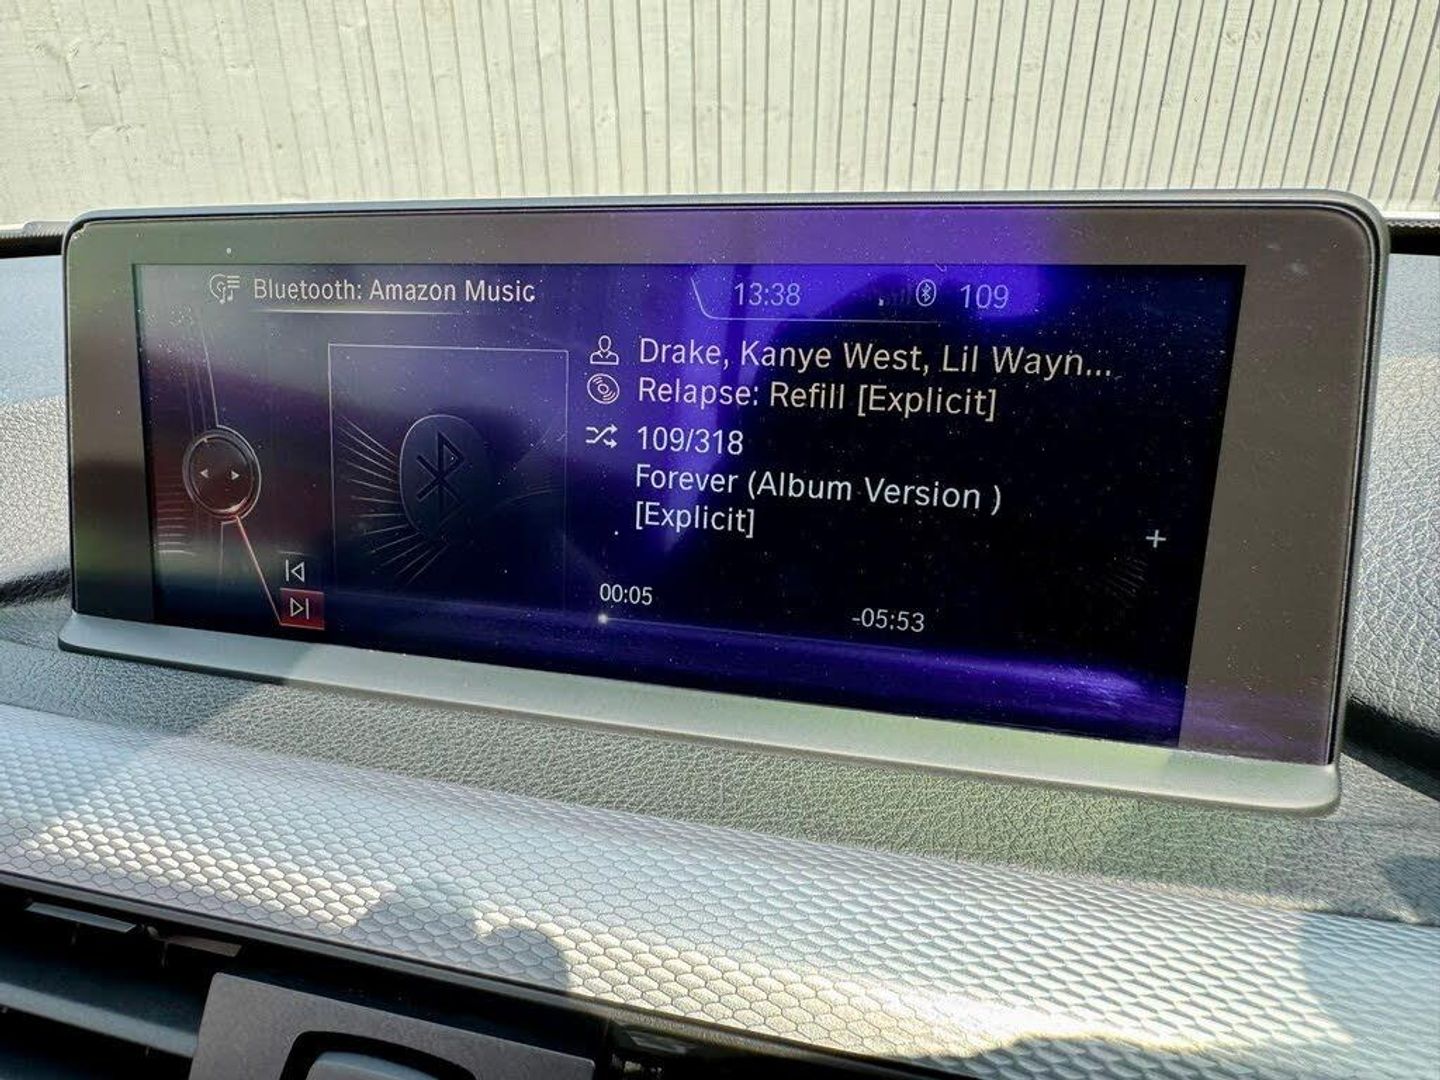 Bluetooth: Amazon Music
13:38
109
Drake, Kanye West, Lil Wayn...
Relapse: Refill [Explicit]
109/318
Forever (Album Version )
[Explicit]
+
00:05
-05:53